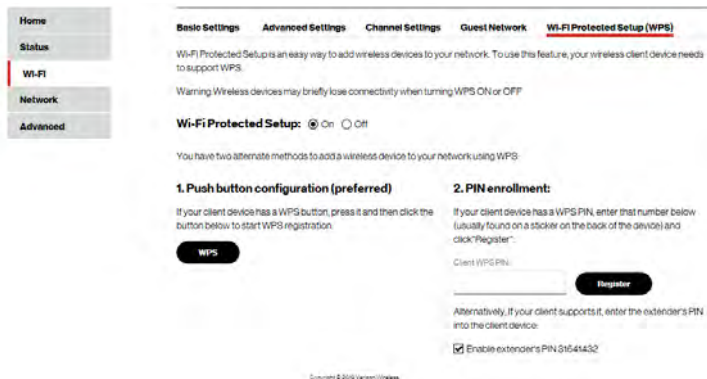 Home
Status
Wi-Fi
Network
Advanced
Basic Settings Advanced Settings Channel Settings Guest Network Wi-Fi Protected Setup (WPS)
Wi-Fi Protected Setup is an easy way to add wireless devices to your network. To use this feature, your wireless client device needs
to support WPS.
Warning Wireless devices may briefly lose connectivity when turning WPS ON or OFF
Wi-Fi Protected Setup: On Off
You have two alternate methods to add a wireless device to your network using WPS:
1. Push button configuration (preferred)
If your client device has a WPS button, press it and then click the
button below to start WPS registration.
WPS
2. PIN enrollment:
If your client device has a WPS PIN, enter that number below
(usually found on a sticker on the back of the device) and
click "Register".
Client WPS PIN:
Register
Alternatively, if your client supports it, enter the extender's PIN
into the client device:
Enable extender's PIN 31641432
Copyright © 2019 Verizon Wireless